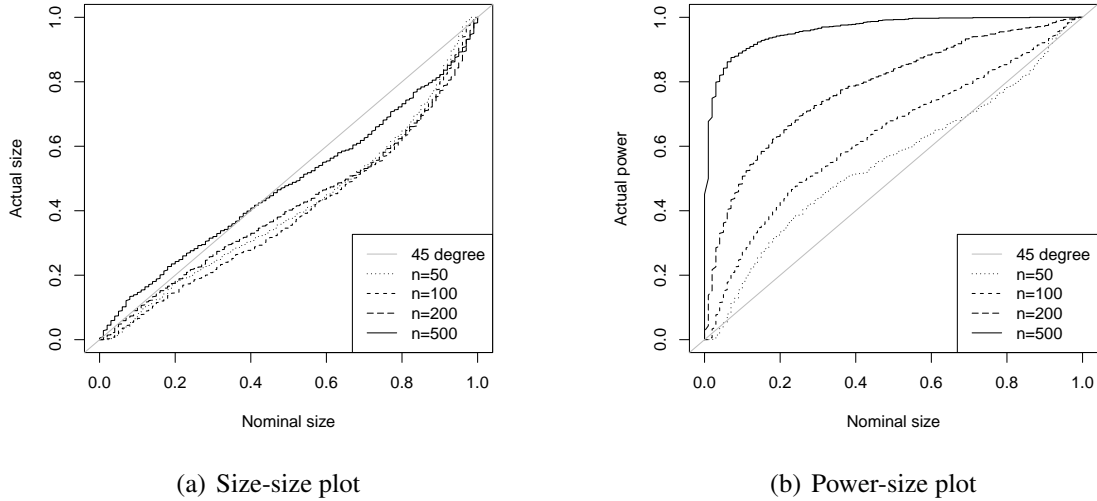 Actual size
1.0
0.8
0.6
0.4
0.2
0.0
0.0 0.2 0.4 0.6 0.8 1.0
Nominal size
45 degree
n=50
n=100
n=200
n=500
(a) Size-size plot
Actual power
1.0
0.8
0.6
0.4
0.2
0.0
0.0 0.2 0.4 0.6 0.8 1.0
Nominal size
45 degree
n=50
n=100
n=200
n=500
(b) Power-size plot